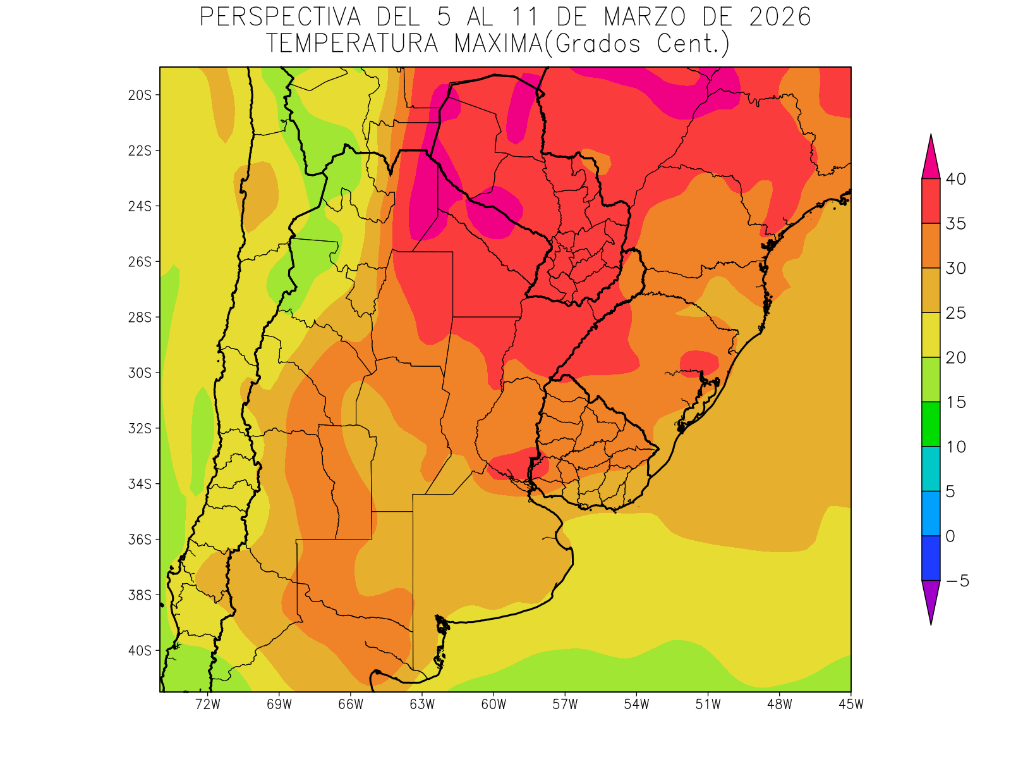 PERSPECTIVA DEL 5 AL 11 DE MARZO DE 2026
TEMPERATURA MAXIMA(Grados Cent.)
20S
22S
24S
26S
28S
30S
32S
34S
36S
38S
40S
72W 69W 66W 63W 60W 57W 54W 51W 48W 45W
40
35
30
25
20
15
10
5
0
−5